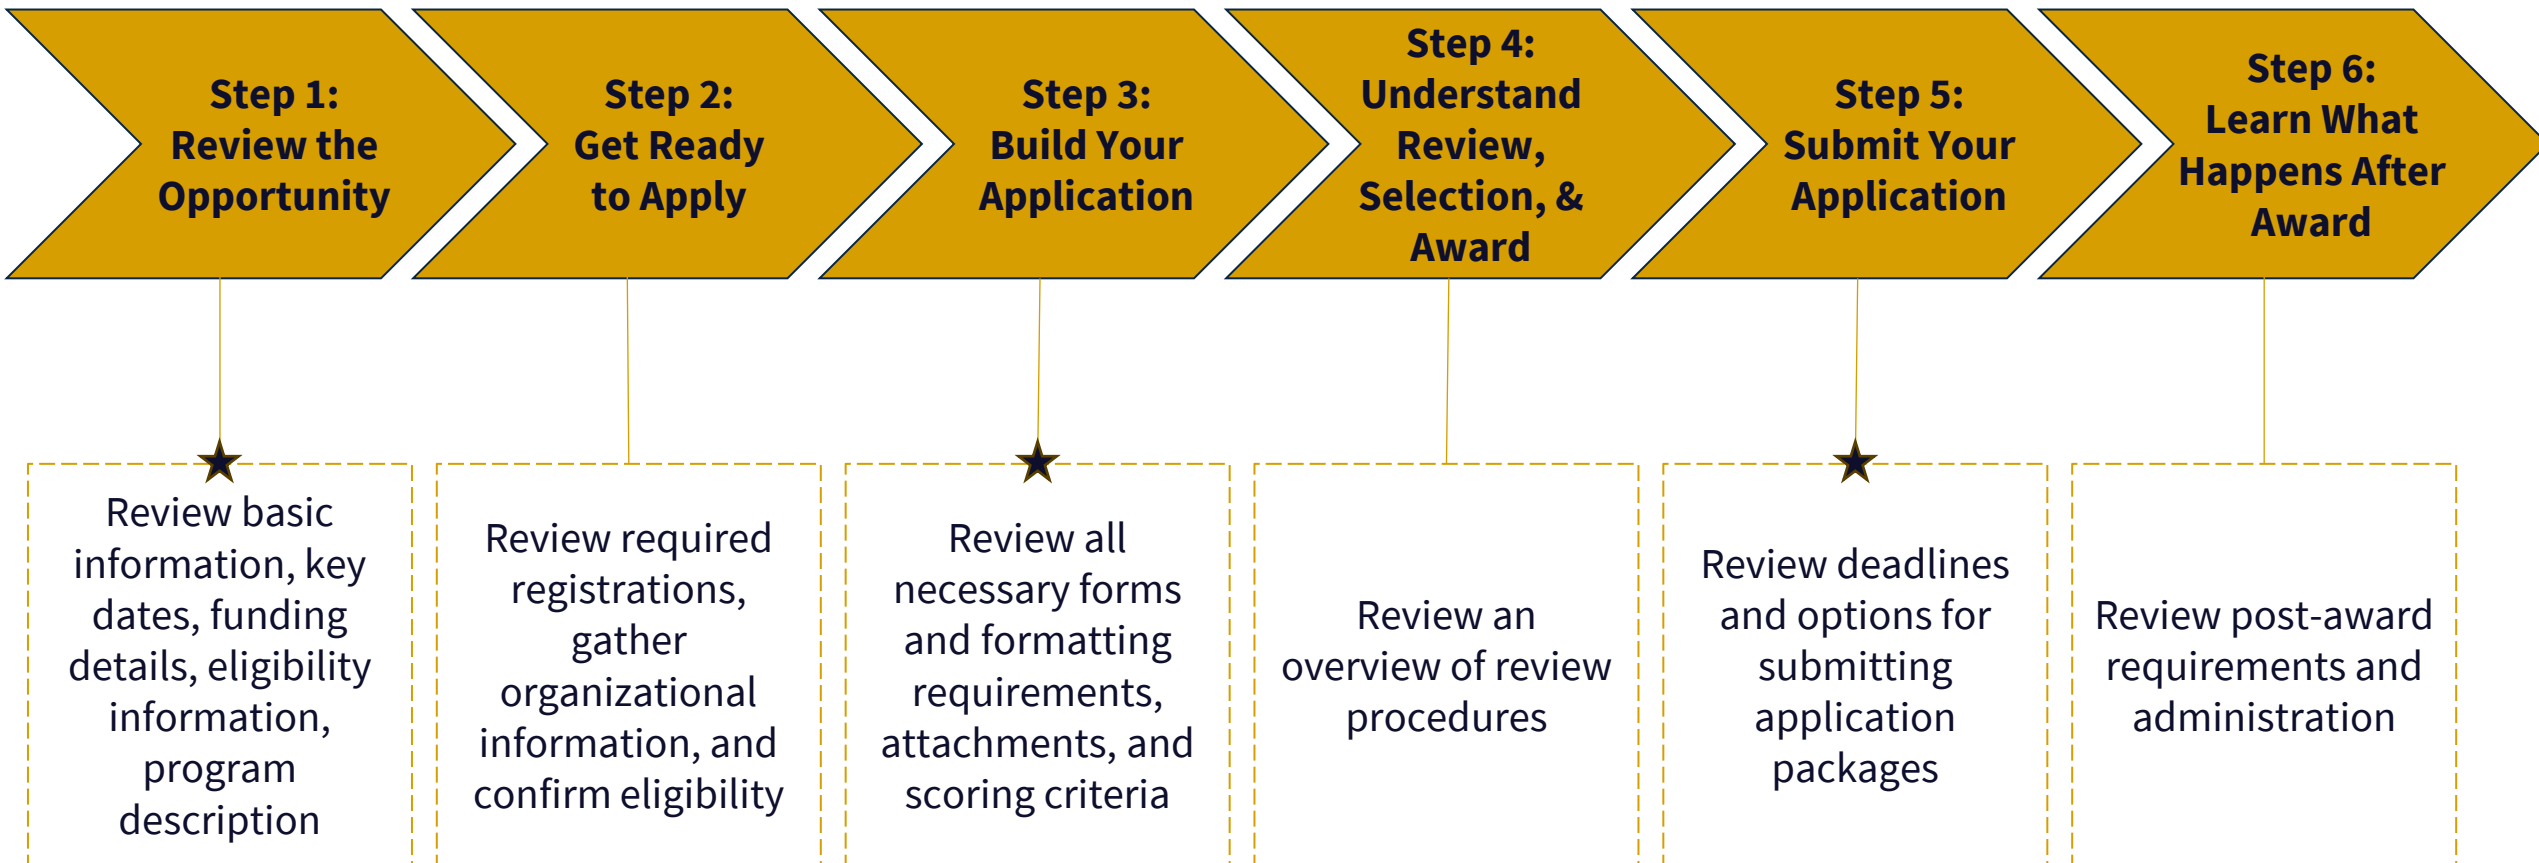 Step 1:
Review the
Opportunity
Step 2:
Get Ready
to Apply
Step 3:
Build Your
Application
Step 4:
Understand
Review,
Selection, &
Award
Step 5:
Submit Your
Application
Step 6:
Learn What
Happens After
Award
Review basic
information, key
dates, funding
details, eligibility
information,
program
description
Review required
registrations,
gather
organizational
information, and
confirm eligibility
Review all
necessary forms
and formatting
requirements,
attachments, and
scoring criteria
Review an
overview of review
procedures
Review deadlines
and options for
submitting
application
packages
Review post-award
requirements and
administration